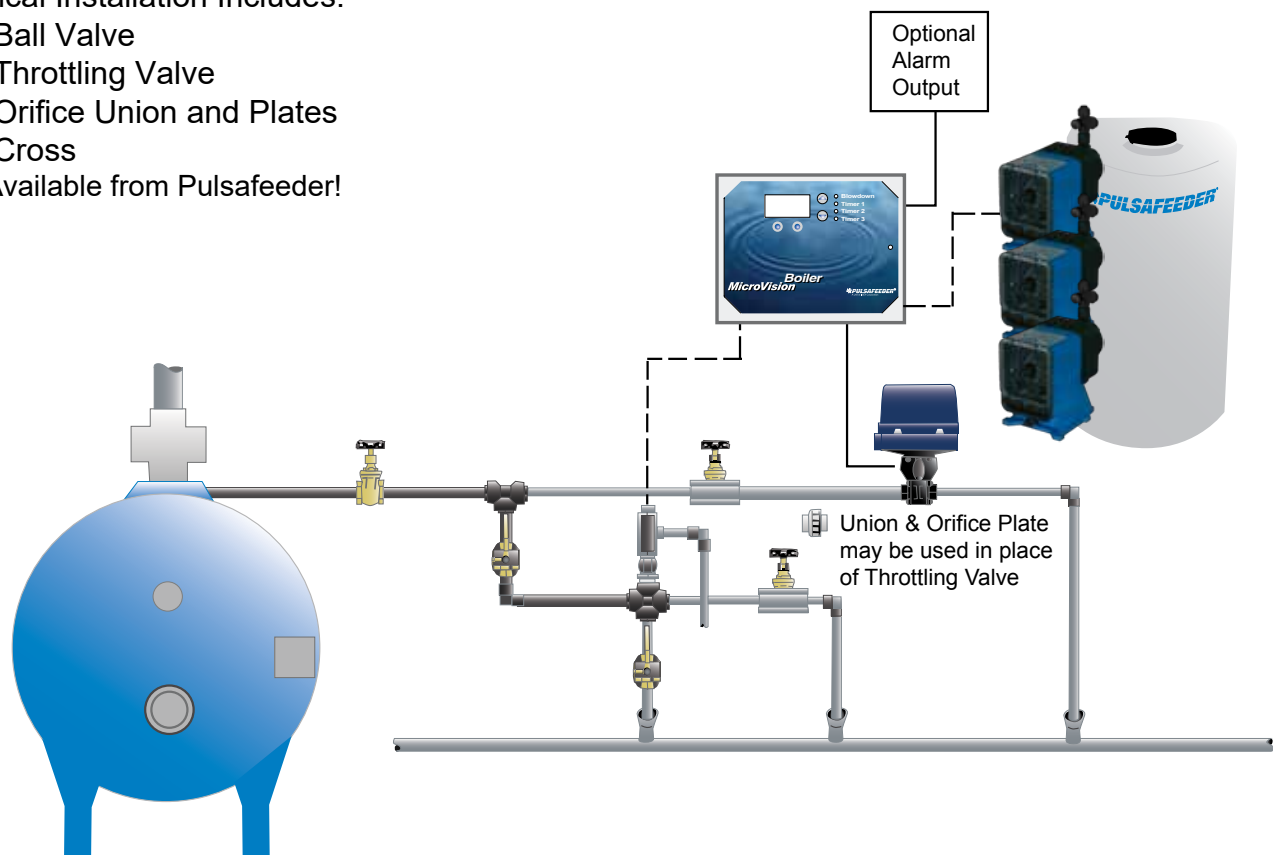 Installation Includes:
Ball Valve
Throttling Valve
Orifice Union and Plates
Cross
Available from Pulsafeeder!
Optional
Alarm
Output
Blowdown
Timer 1
Timer 2
Timer 3
Boiler
MicroVision
PULSAFEEDER
PULSAFEEDER
Union & Orifice Plate
may be used in place
of Throttling Valve